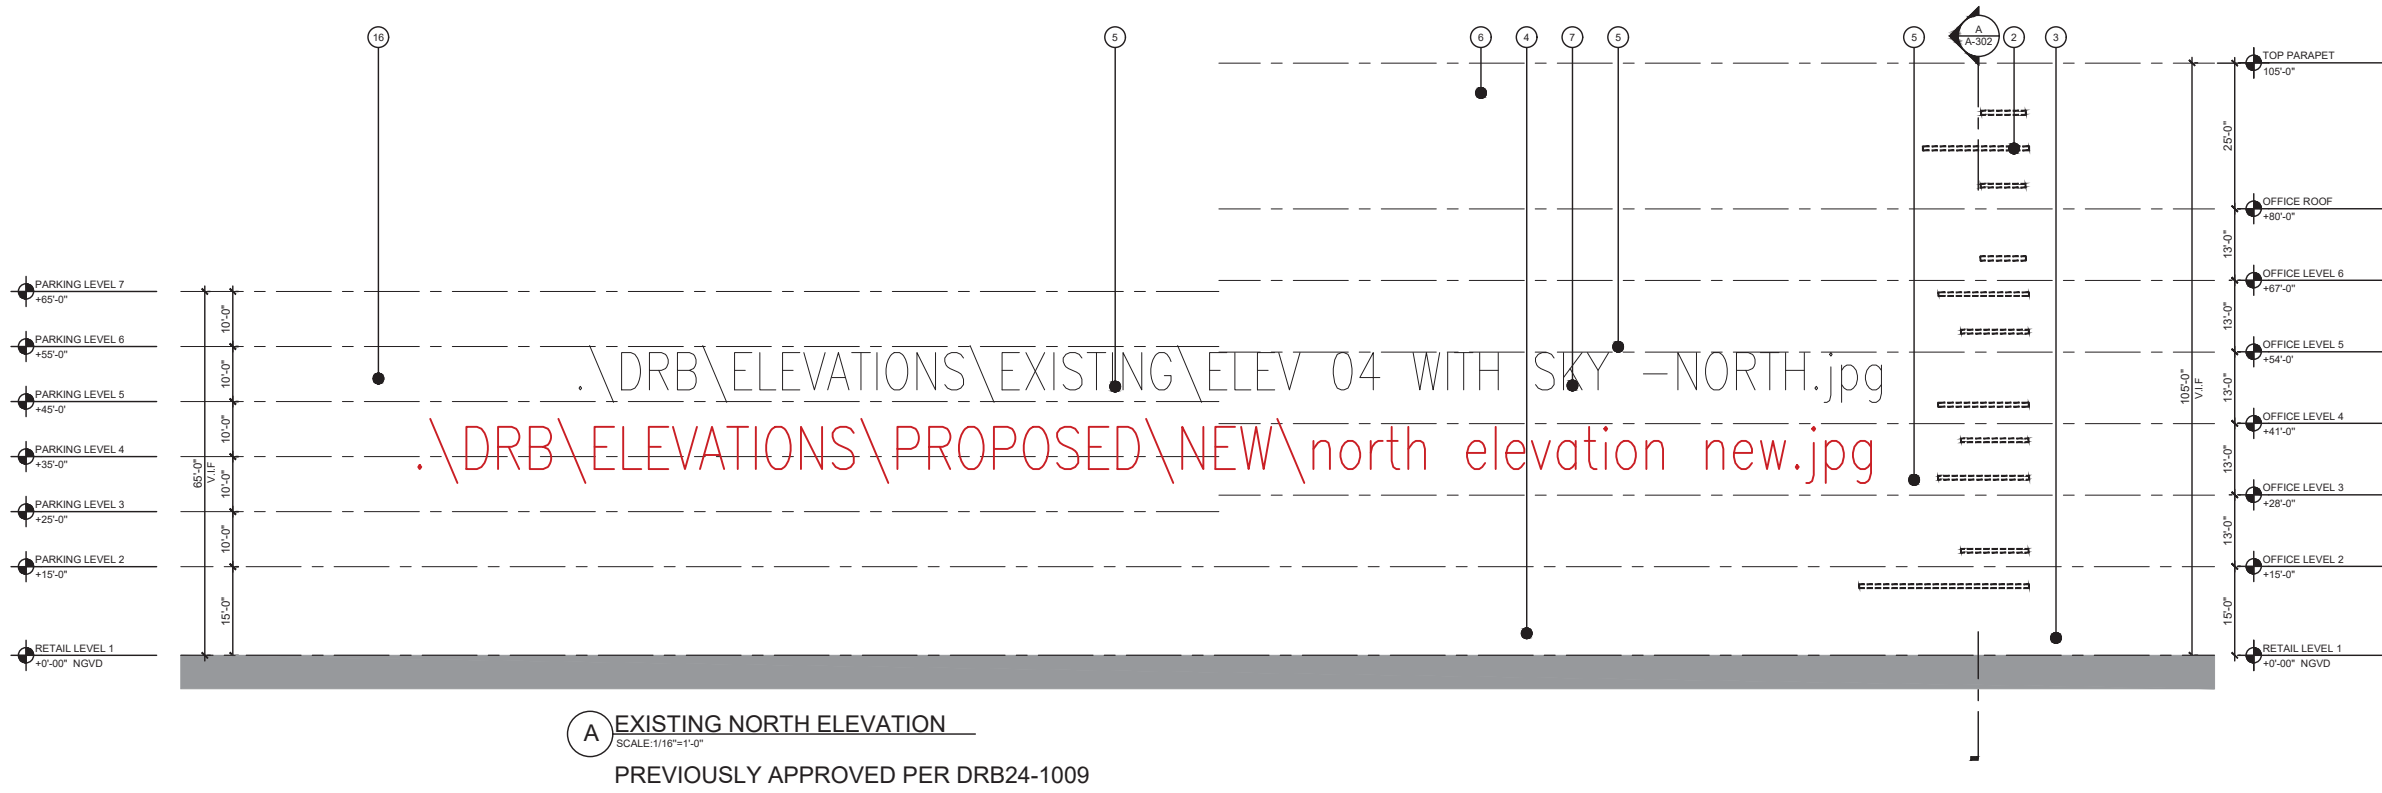 16
5
6
4
7
5
5
A
A-302
2
3
TOP PARAPET
105'-0"
25'-0"
OFFICE ROOF
+80'-0"
13'-0"
OFFICE LEVEL 6
+67'-0"
13'-0"
OFFICE LEVEL 5
+54'-0'
13'-0"
OFFICE LEVEL 4
+41'-0"
13'-0"
OFFICE LEVEL 3
+28'-0"
13'-0"
OFFICE LEVEL 2
+15'-0"
15'-0"
RETAIL LEVEL 1
+0'-00" NGVD
105'-0"
V.I.F
PARKING LEVEL 7
+65'-0"
10'-0"
PARKING LEVEL 6
+55'-0"
10'-0"
PARKING LEVEL 5
+45'-0'
10'-0"
PARKING LEVEL 4
+35'-0"
10'-0"
PARKING LEVEL 3
+25'-0"
10'-0"
PARKING LEVEL 2
+15'-0"
15'-0"
RETAIL LEVEL 1
+0'-00" NGVD
65'-0"
V.I.F
.\DRB\ELEVATIONS\EXISTING\ELEV 04 WITH SKY -NORTH.jpg
.\DRB\ELEVATIONS\PROPOSED\NEW\north elevation new.jpg
A
EXISTING NORTH ELEVATION
SCALE:1/16"=1'-0"
PREVIOUSLY APPROVED PER DRB24-1009